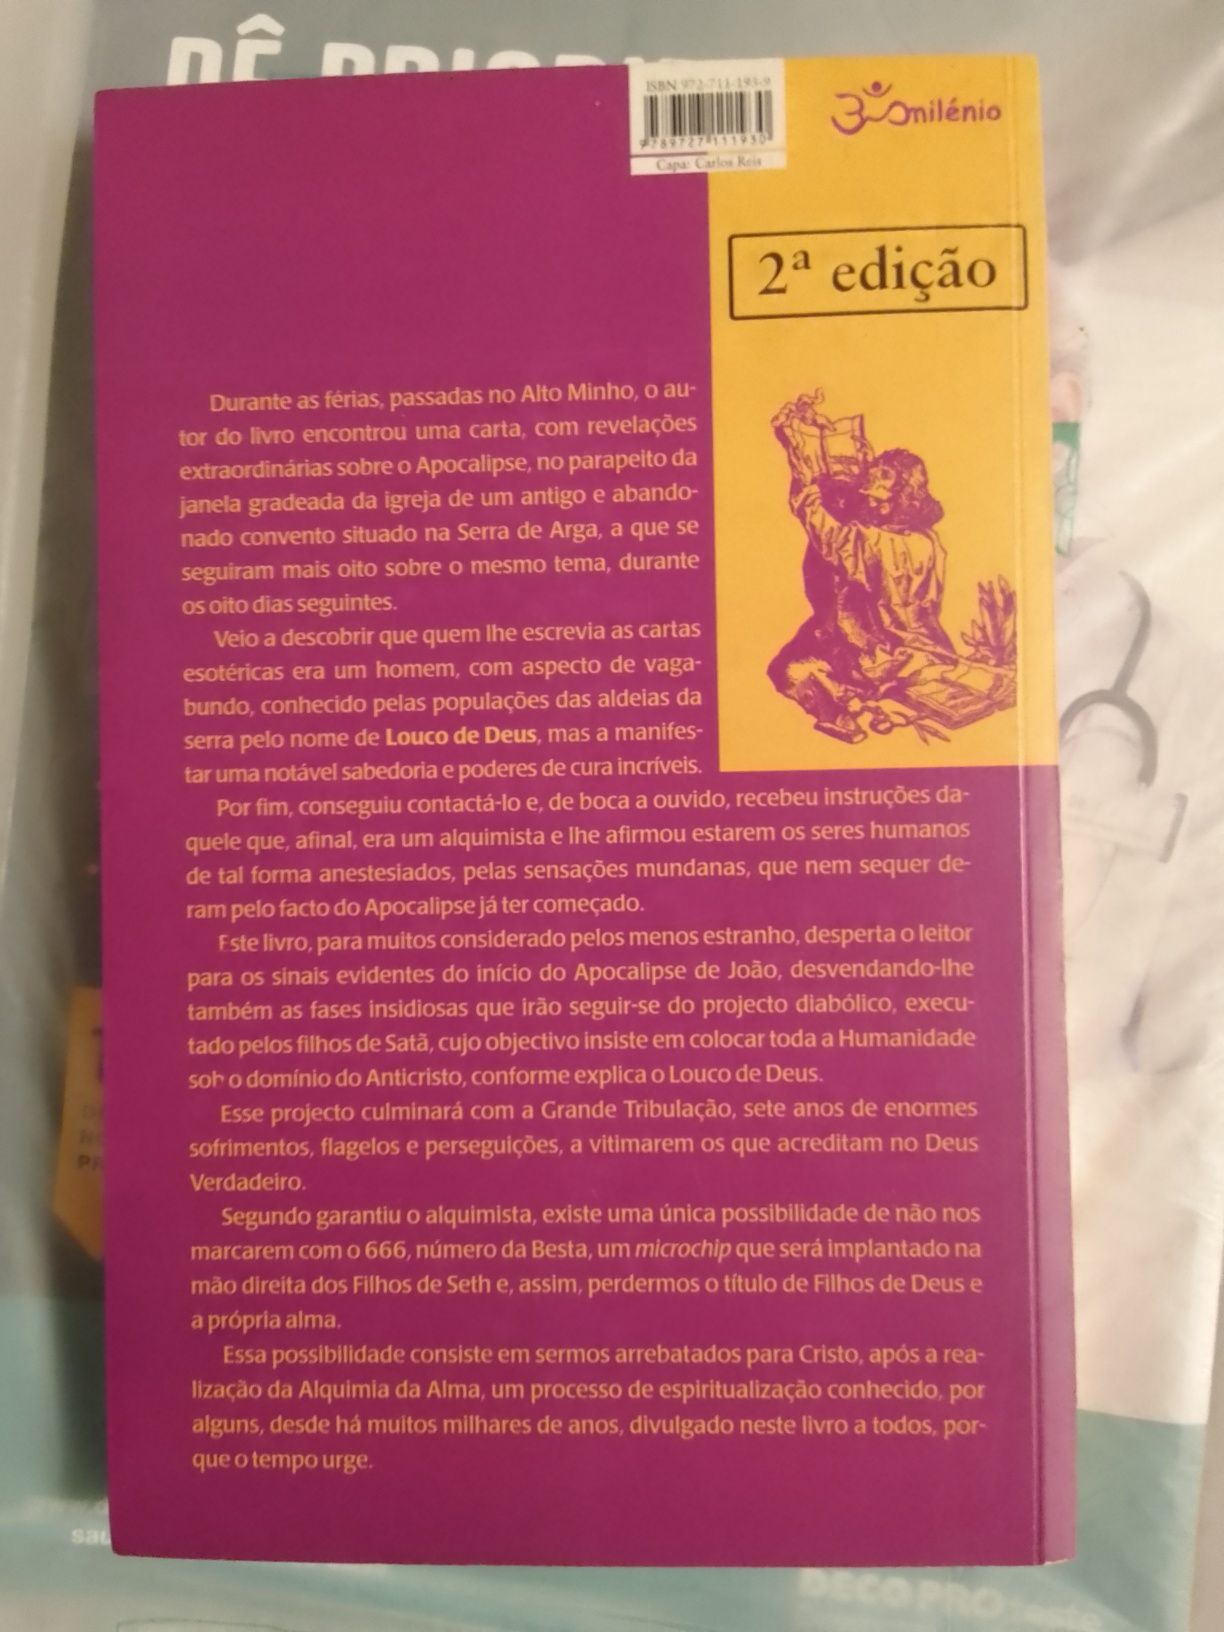 DÊ
ISBN 972-711-193-9
9789727111930
Capa: Carlos Reis
3º milénio
2ª edição
Durante as férias, passadas no Alto Minho, o au-
tor do livro encontrou uma carta, com revelações
extraordinárias sobre o Apocalipse, no parapeito da
janela gradeada da igreja de um antigo e abando-
nado convento situado na Serra de Arga, a que se
seguiram mais oito sobre o mesmo tema, durante
os oito dias seguintes.
Veio a descobrir que quem lhe escrevia as cartas
esotéricas era um homem, com aspecto de vaga-
bundo, conhecido pelas populações das aldeias da
serra pelo nome de Louco de Deus, mas a manifes-
tar uma notável sabedoria e poderes de cura incríveis.
Por fim, conseguiu contactá-lo e, de boca a ouvido, recebeu instruções da-
quele que, afinal, era um alquimista e lhe afirmou estarem os seres humanos
de tal forma anestesiados, pelas sensações mundanas, que nem sequer de-
ram pelo facto do Apocalipse já ter começado.
Este livro, para muitos considerado pelos menos estranho, desperta o leitor
para os sinais evidentes do início do Apocalipse de João, desvendando-lhe
também as fases insidiosas que irão seguir-se do projecto diabólico, execu-
tado pelos filhos de Satã, cujo objectivo insiste em colocar toda a Humanidade
sob o domínio do Anticristo, conforme explica o Louco de Deus.
Esse projecto culminará com a Grande Tribulação, sete anos de enormes
sofrimentos, flagelos e perseguições, a vitimarem os que acreditam no Deus
Verdadeiro.
Segundo garantiu o alquimista, existe uma única possibilidade de não nos
marcarem com o 666, número da Besta, um microchip que será implantado na
mão direita dos Filhos de Seth e, assim, perdermos o título de Filhos de Deus e
a própria alma.
Essa possibilidade consiste em sermos arrebatados para Cristo, após a rea-
lização da Alquimia da Alma, um processo de espiritualização conhecido, por
alguns, desde há muitos milhares de anos, divulgado neste livro a todos, por-
que o tempo urge.
DECO PROteste